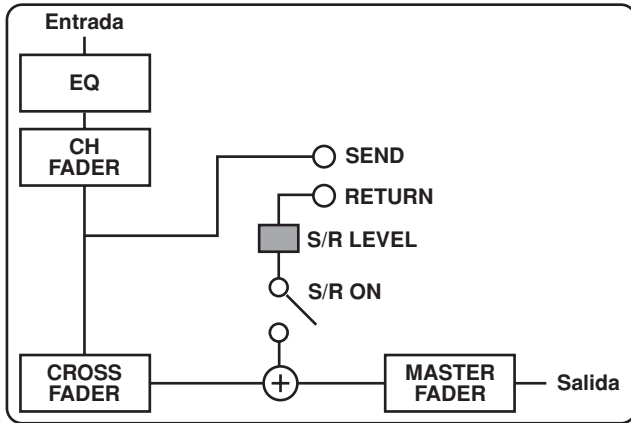 Entrada
EQ
CH
FADER
SEND
RETURN
S/R LEVEL
S/R ON
CROSS
FADER
+
MASTER
FADER
Salida